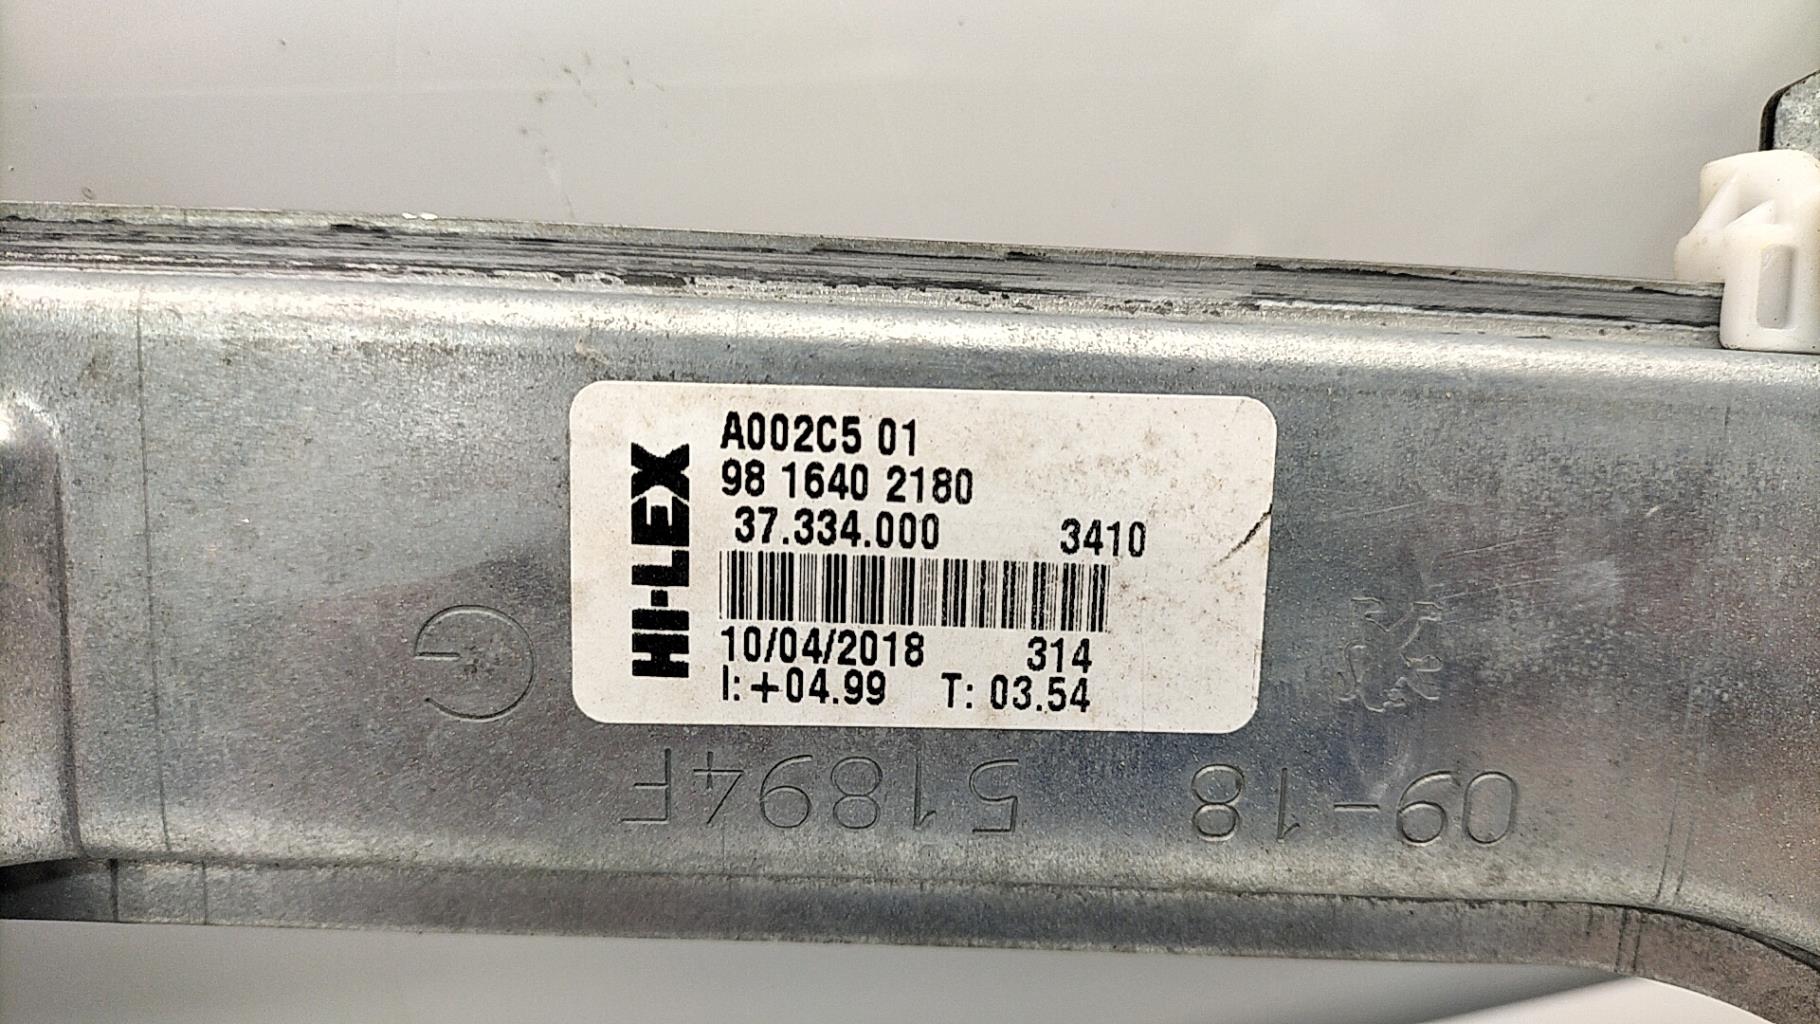 HI-LEX
A002C5 01
98 1640 2180
37.334.000 3410
10/04/2018 314
I: +04.99 T: 03.54
G
09-18 51894F